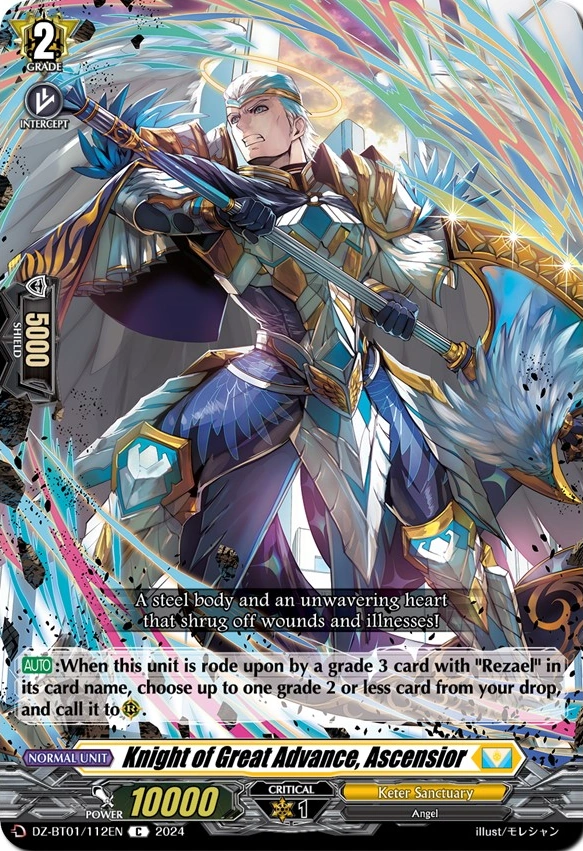 2
GRADE
INTERCEPT
5000
SHIELD
A steel body and an unwavering heart
that shrug off wounds and illnesses!
AUTO :When this unit is rode upon by a grade 3 card with "Rezael" in
its card name, choose up to one grade 2 or less card from your drop,
and call it to R.
NORMAL UNIT Knight of Great Advance, Ascensior
POWER 10000 CRITICAL 1 Keter Sanctuary
Angel
D DZ-BT01/112EN C 2024 illust/モレシャン